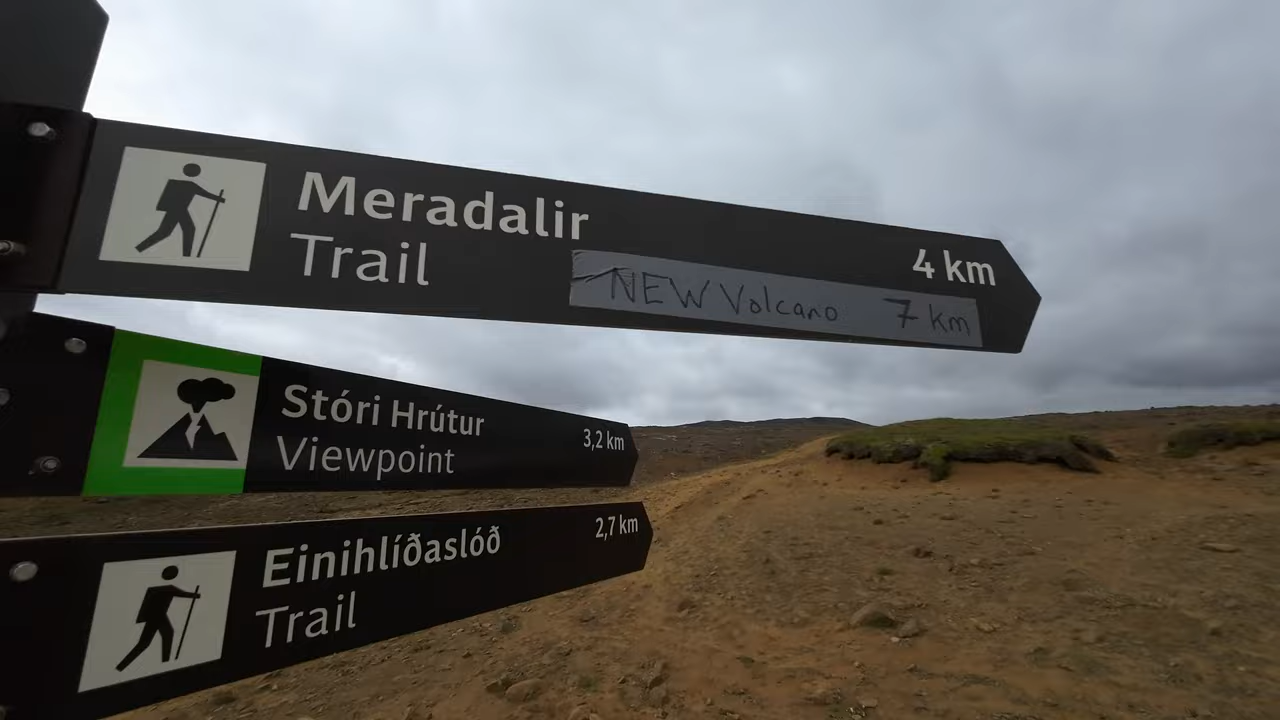 Meradalir
Trail
4 km
NEW Volcano 7 km
Stóri Hrútur
Viewpoint
3,2 km
Einihlíðaslóð
Trail
2,7 km